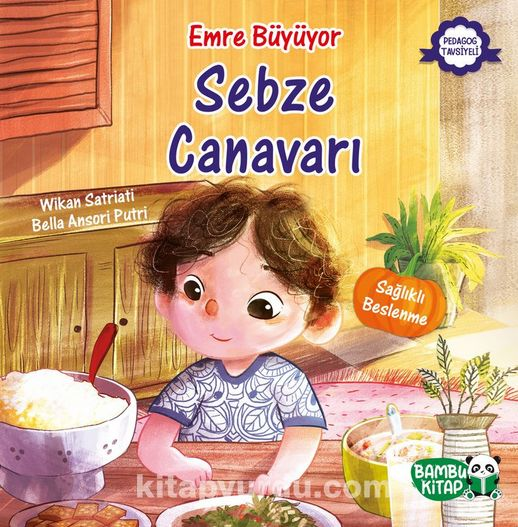 Emre Büyüyor
PEDAGOG
TAVSİYELİ
Sebze
Canavarı
Wikan Satriati
Bella Ansori Putri
Sağlıklı
Beslenme
kitapyurdu.com
BAMBU
KİTAP